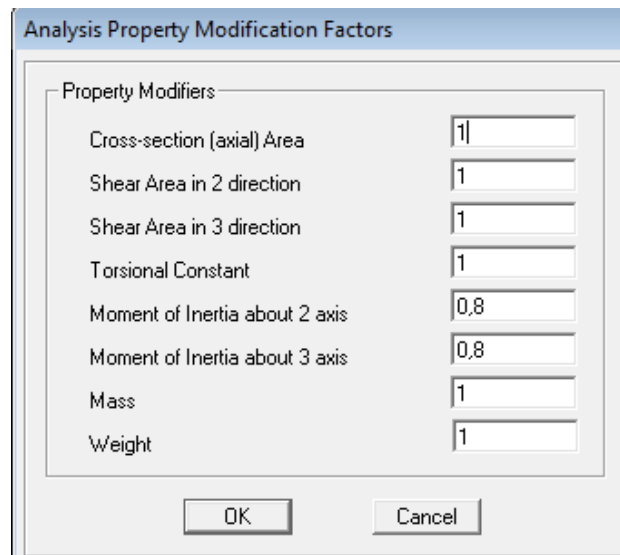 Analysis Property Modification Factors
Property Modifiers
Cross-section (axial) Area 1
Shear Area in 2 direction 1
Shear Area in 3 direction 1
Torsional Constant 1
Moment of Inertia about 2 axis 0,8
Moment of Inertia about 3 axis 0,8
Mass 1
Weight 1
OK Cancel